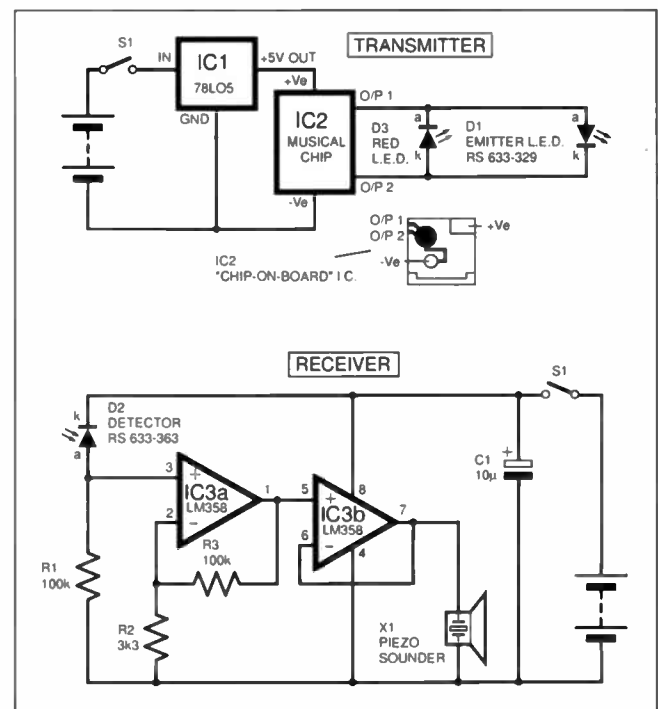 TRANSMITTER
S1
IN
IC1
78LO5
GND
+5V OUT
+Ve
IC2
MUSICAL
CHIP
-Ve
O/P 1
O/P 2
a
D3
RED
L.E.D.
k
D1
EMITTER L.E.D.
RS 633-329
a
k
O/P 1
O/P 2
-Ve
+Ve
IC2
"CHIP-ON-BOARD" I C.
RECEIVER
S1
k
a
D2
DETECTOR
RS 633-363
3
+
2
−
IC3a
LM358
1
5
+
6
−
IC3b
LM358
8
7
4
+
C1
10µ
R1
100k
R3
100k
R2
3k3
X1
PIEZO
SOUNDER